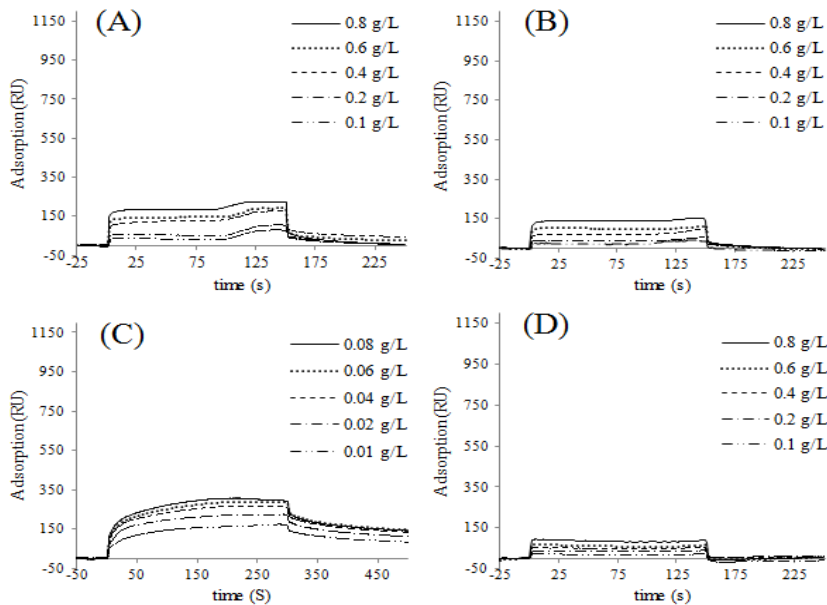 (A)
1150
950
750
550
350
150
-50
Adsorption(RU)
0.8 g/L
0.6 g/L
0.4 g/L
0.2 g/L
0.1 g/L
-25
25
75
125
175
225
time (s)
(B)
1150
950
750
550
350
150
-50
Adsorption(RU)
0.8 g/L
0.6 g/L
0.4 g/L
0.2 g/L
0.1 g/L
-25
25
75
125
175
225
time (s)
(C)
1150
950
750
550
350
150
-50
Adsorption(RU)
0.08 g/L
0.06 g/L
0.04 g/L
0.02 g/L
0.01 g/L
-30
50
150
250
350
450
time (S)
(D)
1150
950
750
550
350
150
-50
Adsorption(RU)
0.8 g/L
0.6 g/L
0.4 g/L
0.2 g/L
0.1 g/L
-25
25
75
125
175
225
time (s)